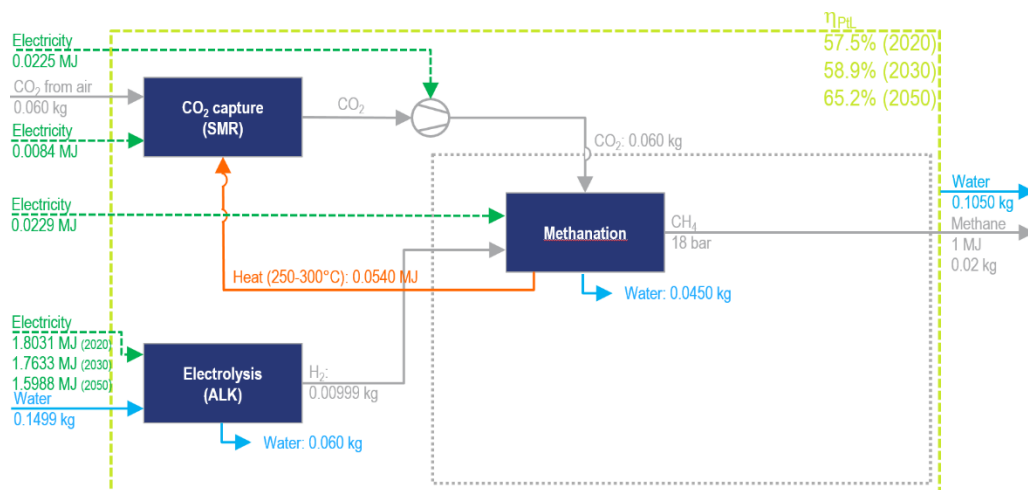 Electricity
0.0225 MJ
CO₂ from air
0.060 kg
Electricity
0.0084 MJ
CO₂ capture
(SMR)
CO₂
ηPtL
57.5% (2020)
58.9% (2030)
65.2% (2050)
CO₂: 0.060 kg
Electricity
0.0229 MJ
Methanation
CH₄
18 bar
Water
0.1050 kg
Methane
1 MJ
0.02 kg
Heat (250-300°C): 0.0540 MJ
Water: 0.0450 kg
Electricity
1.8031 MJ (2020)
1.7633 MJ (2030)
1.5988 MJ (2050)
Water
0.1499 kg
Electrolysis
(ALK)
H₂:
0.00999 kg
Water: 0.060 kg